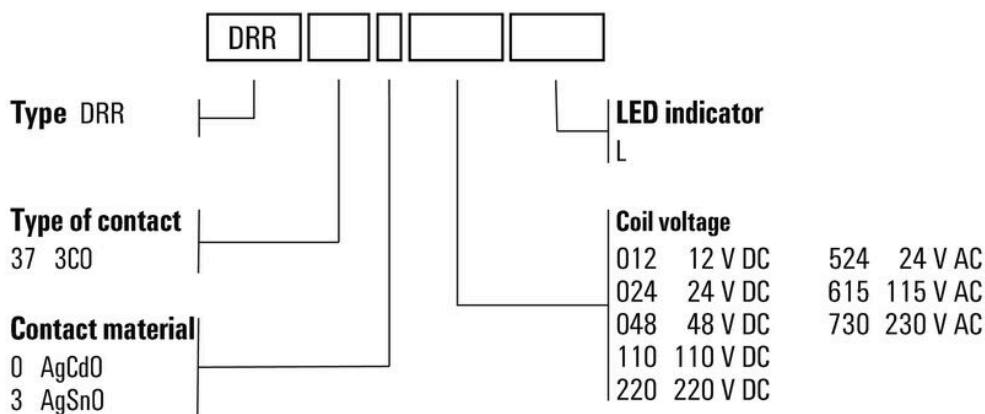 DRR
Type DRR
LED indicator
L
Type of contact
37 3CO
Contact material
0 AgCdO
3 AgSnO
Coil voltage
012 12 V DC 524 24 V AC
024 24 V DC 615 115 V AC
048 48 V DC 730 230 V AC
110 110 V DC
220 220 V DC